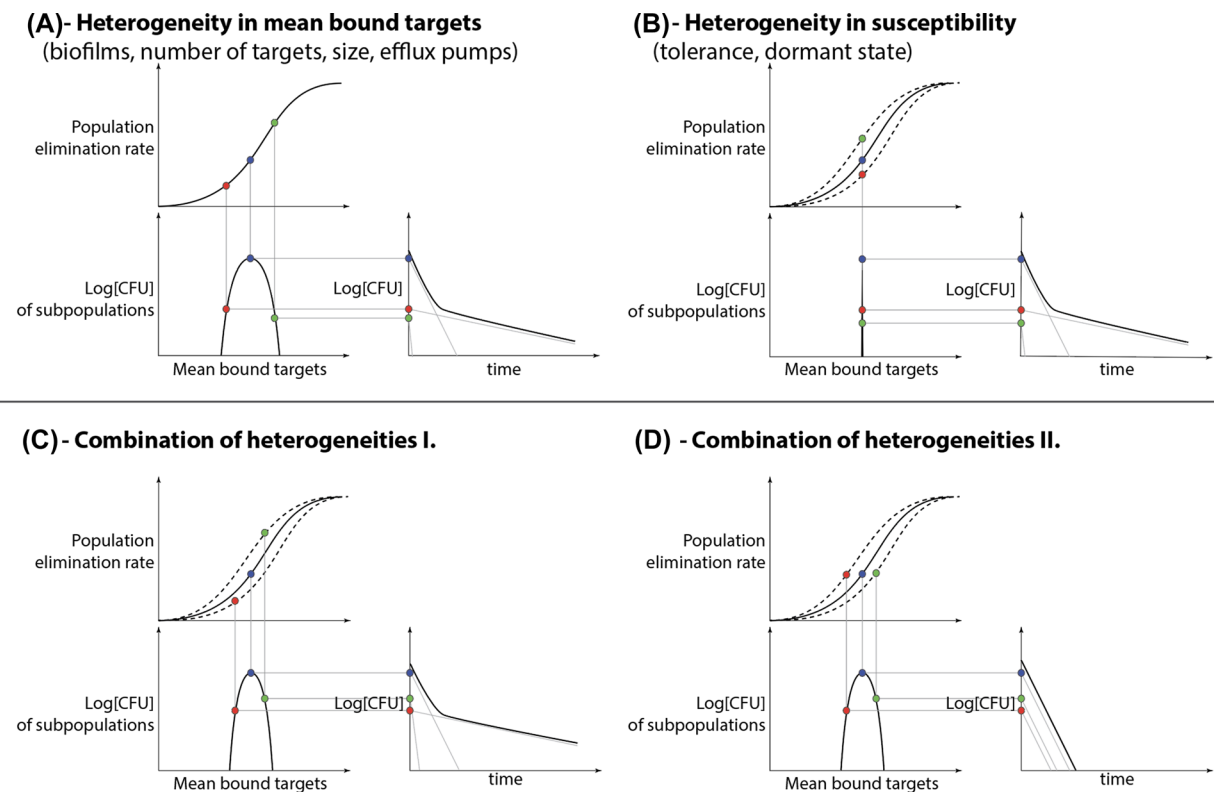 (A)- Heterogeneity in mean bound targets
(biofilms, number of targets, size, efflux pumps)
Population
elimination rate
Log[CFU]
of subpopulations
Log[CFU]
Mean bound targets
time
(B)- Heterogeneity in susceptibility
(tolerance, dormant state)
Population
elimination rate
Log[CFU]
of subpopulations
Log[CFU]
Mean bound targets
time
(C) - Combination of heterogeneities I.
Population
elimination rate
Log[CFU]
of subpopulations
Log[CFU]
Mean bound targets
time
(D) - Combination of heterogeneities II.
Population
elimination rate
Log[CFU]
of subpopulations
Log[CFU]
Mean bound targets
time